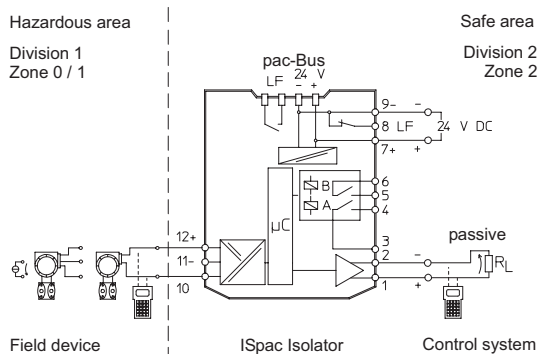 Hazardous area
Safe area
Division 1
Zone 0 / 1
Division 2
Zone 2
pac-Bus
LF 24 V
- +
9- -
8 LF 24 V DC
7+ +
6
B 5
A 4
µC
3
passive
12+
2 -
11-
RL
10
1 +
Field device
ISpac Isolator
Control system